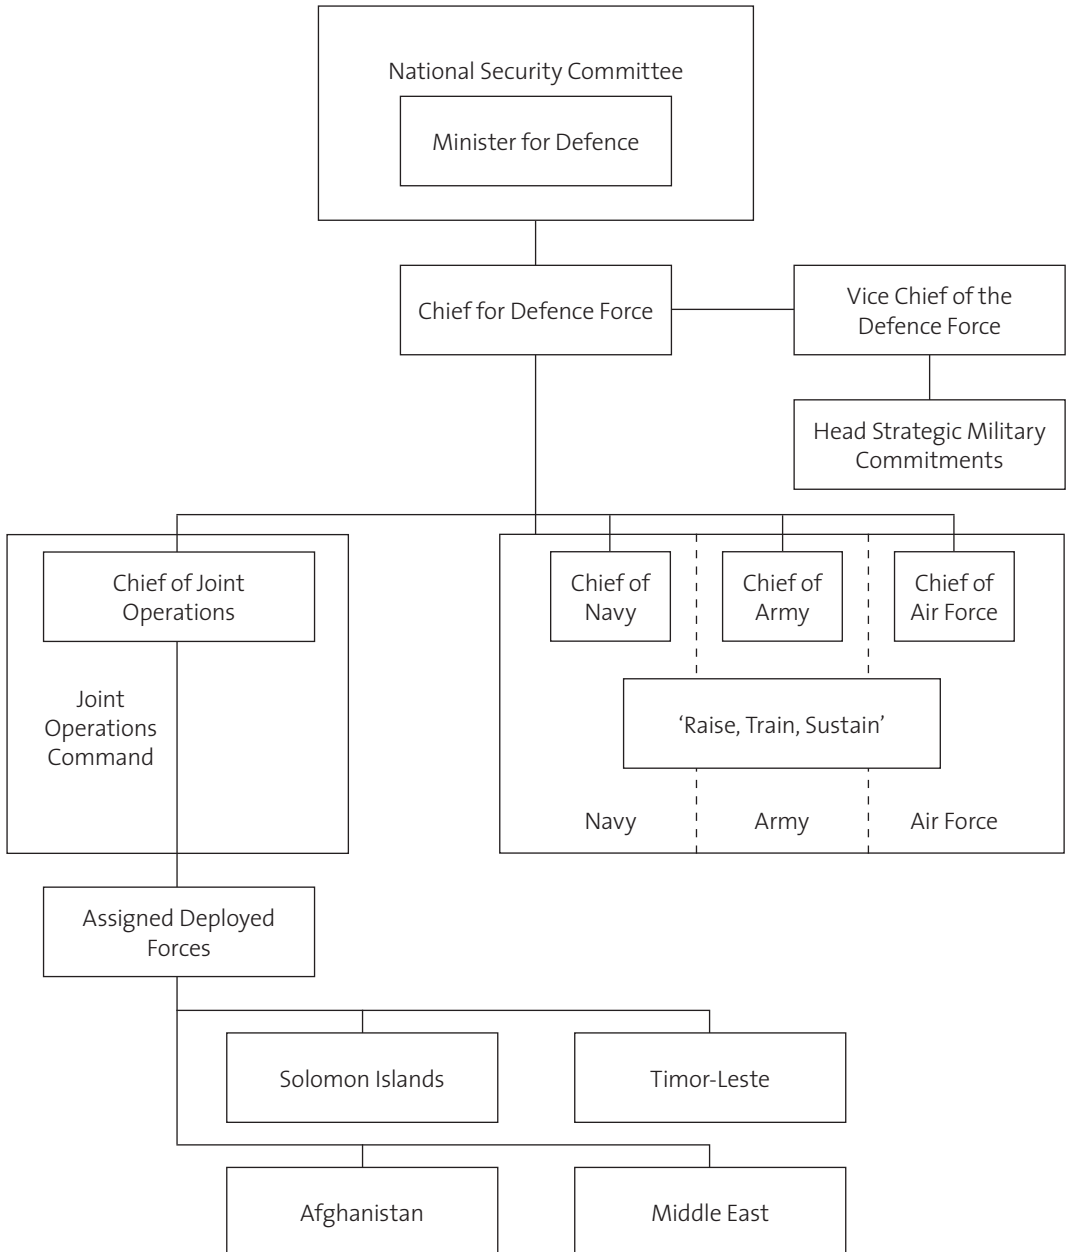 National Security Committee
Minister for Defence
Chief for Defence Force
Vice Chief of the
Defence Force
Head Strategic Military
Commitments
Chief of Joint
Operations
Joint
Operations
Command
Chief of
Navy
Chief of
Army
Chief of
Air Force
‘Raise, Train, Sustain’
Navy
Army
Air Force
Assigned Deployed
Forces
Solomon Islands
Timor-Leste
Afghanistan
Middle East